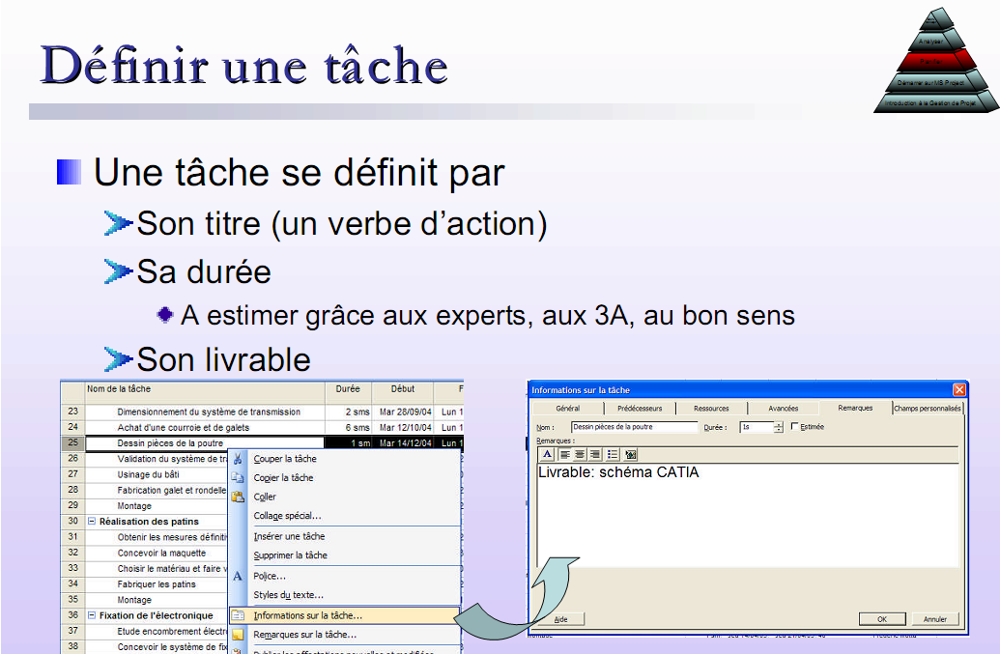 Définir une tâche
Analyser
Démarrer sur MS Project
Introduction à la Gestion de Projet
Une tâche se définit par
Son titre (un verbe d’action)
Sa durée
A estimer grâce aux experts, aux 3A, au bon sens
Son livrable
Nom de la tâche Durée Début F
23 Dimensionnement du système de transmission 2 sms Mar 28/09/04 Lun 1
24 Achat d'une courroie et de galets 6 sms Mar 12/10/04 Lun 1
25 Dessin pièces de la poutre 1 sm Mar 14/12/04 Lun 1
26 Validation du système de tra
27 Usinage du bâti
28 Fabrication galet et rondelle
29 Montage
30 Réalisation des patins
31 Obtenir les mesures définiti
32 Concevoir la maquette
33 Choisir le matériau et faire v
34 Fabriquer les patins
35 Montage
36 Fixation de l'électronique
37 Etude encombrement électro
38 Concevoir le système de fix
Couper la tâche
Copier la tâche
Coller
Collage spécial...
Insérer une tâche
Supprimer la tâche
Police...
Styles du texte...
Informations sur la tâche...
Remarques sur la tâche...
Informations sur la tâche
Général Prédécesseurs Ressources Avancées Remarques Champs personnalisés
Nom : Dessin pièces de la poutre Durée : 1s Estimée
Remarques :
A
Livrable: schéma CATIA
Aide OK Annuler